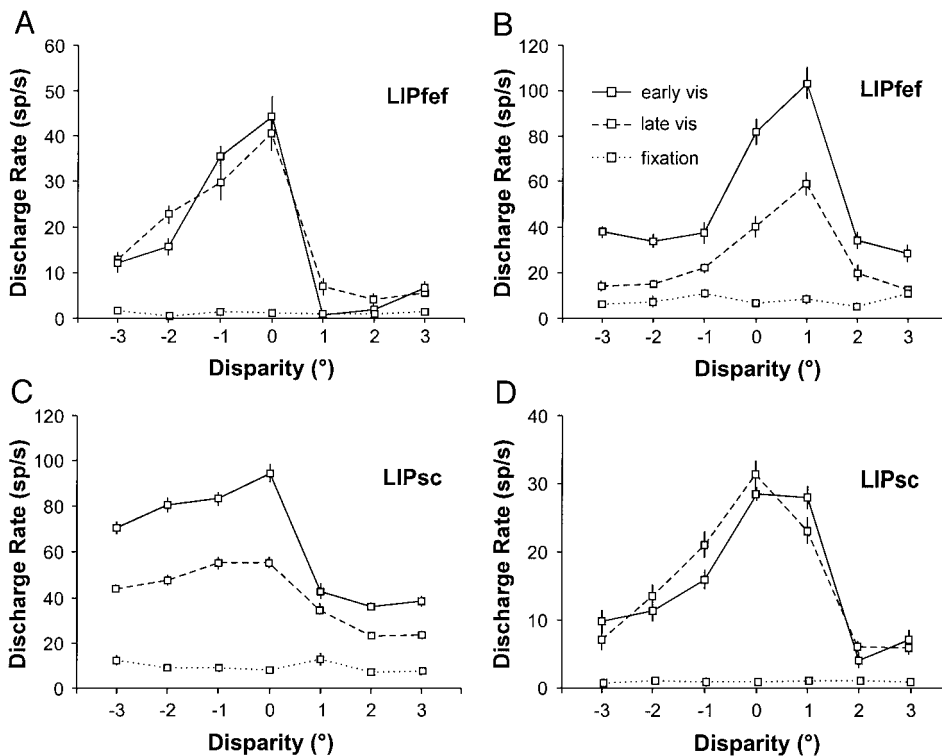 A
60
50
40
30
20
10
0
Discharge Rate (sp/s)
LIPfef
-3 -2 -1 0 1 2 3
Disparity (°)
B
120
100
80
60
40
20
0
Discharge Rate (sp/s)
LIPfef
early vis
late vis
fixation
-3 -2 -1 0 1 2 3
Disparity (°)
C
120
100
80
60
40
20
0
Discharge Rate (sp/s)
LIPsc
-3 -2 -1 0 1 2 3
Disparity (°)
D
40
30
20
10
0
Discharge Rate (sp/s)
LIPsc
-3 -2 -1 0 1 2 3
Disparity (°)